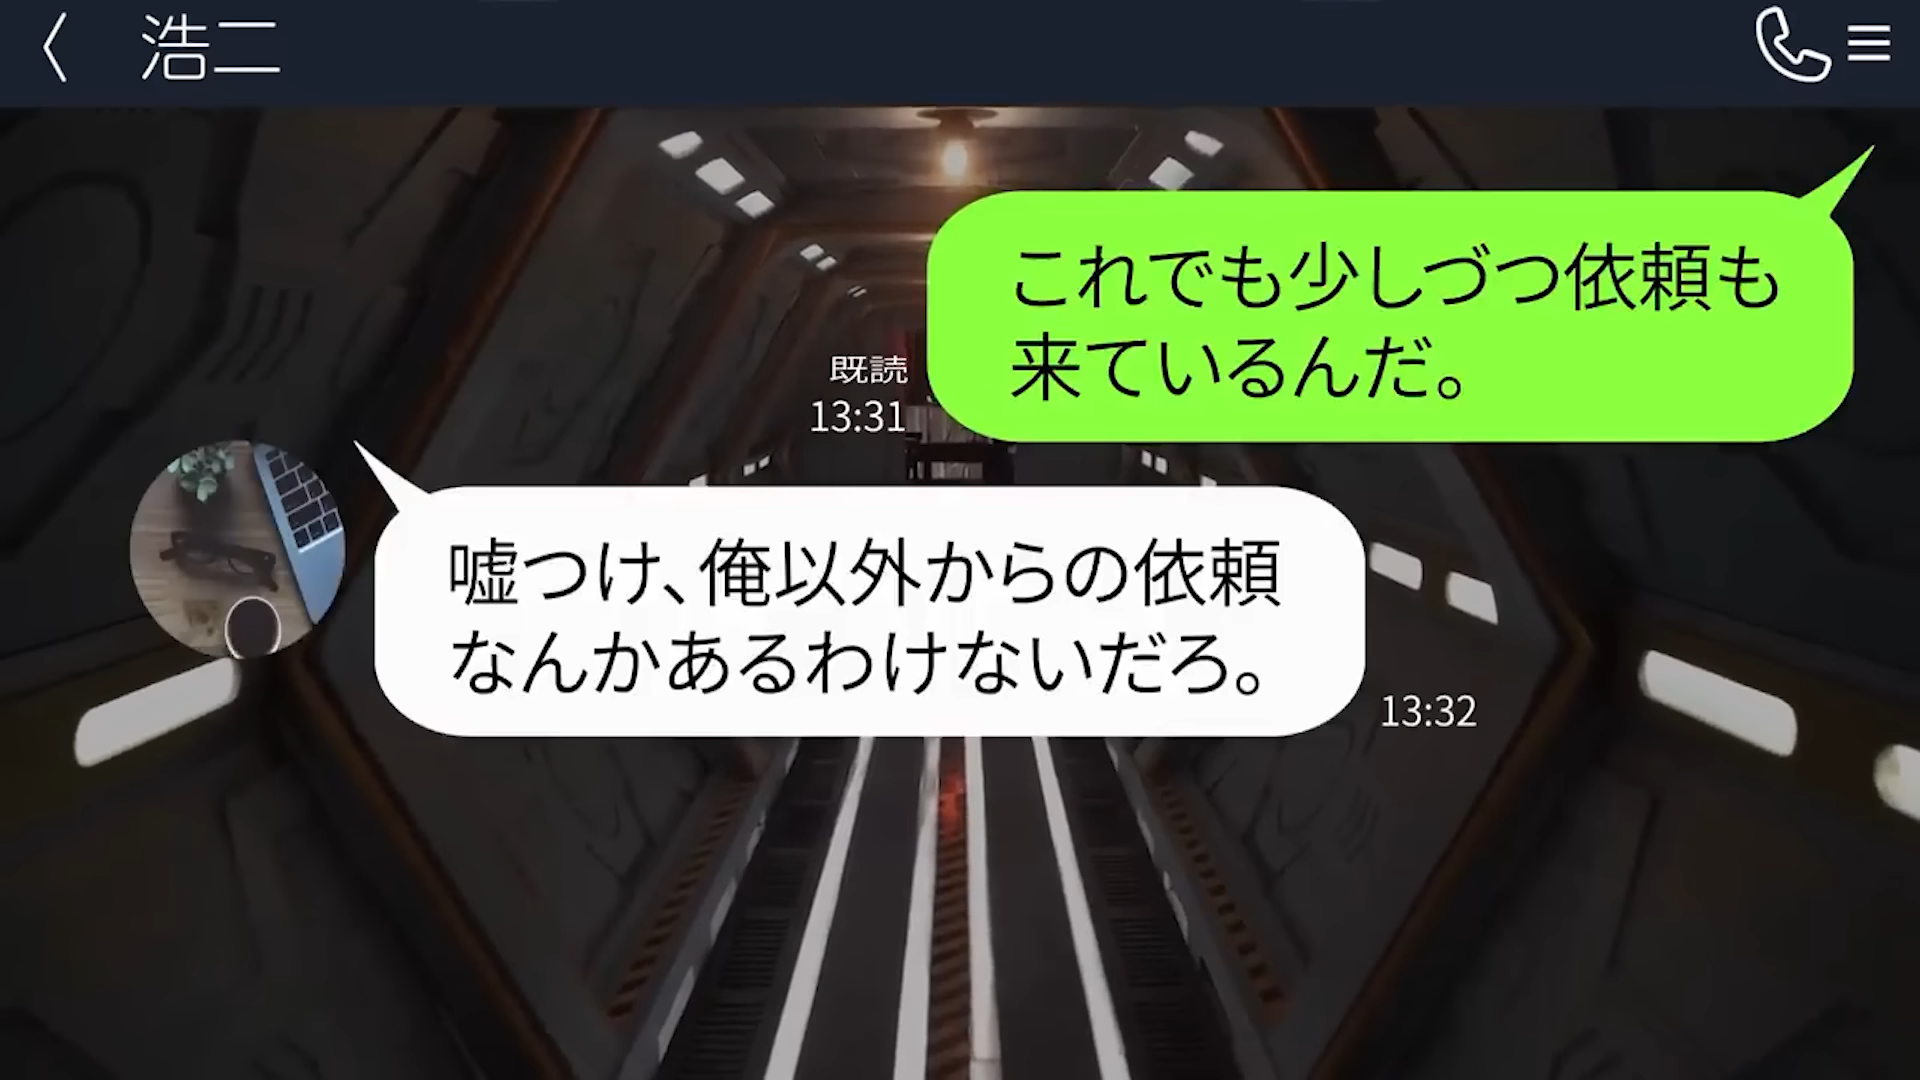 浩二
これでも少しづつ依頼も
来ているんだ。
既読
13:31
嘘つけ、俺以外からの依頼
なんかあるわけないだろ。
13:32